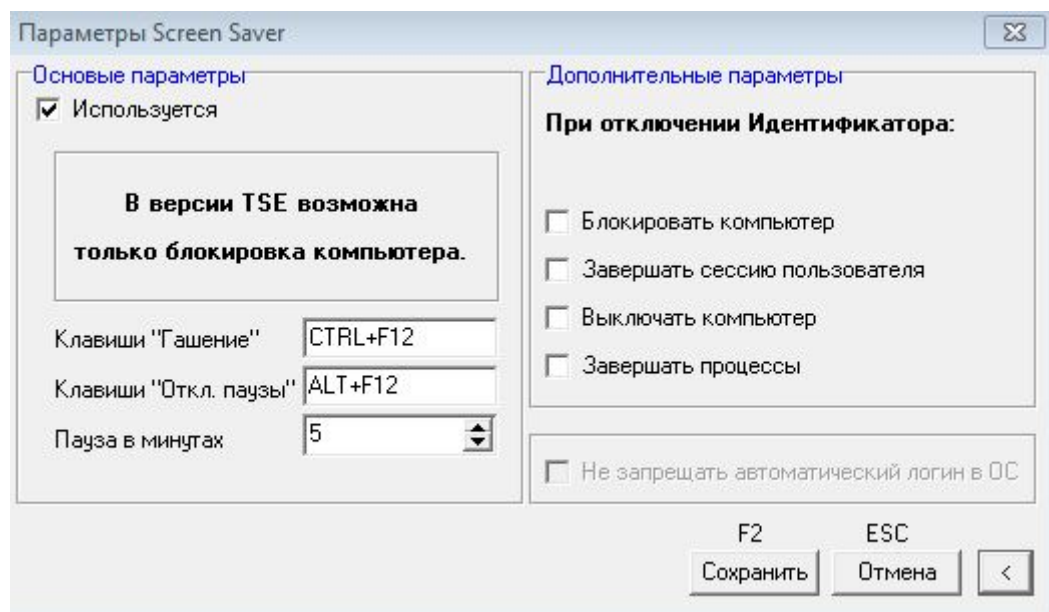 Параметры Screen Saver
Основые параметры
Используется
В версии TSE возможна
только блокировка компьютера.
Клавиши "Гашение"
CTRL+F12
Клавиши "Откл. паузы"
ALT+F12
Пауза в минутах
5
Дополнительные параметры
При отключении Идентификатора:
Блокировать компьютер
Завершать сессию пользователя
Выключать компьютер
Завершать процессы
Не запрещать автоматический логин в ОС
F2 ESC
Сохранить Отмена <